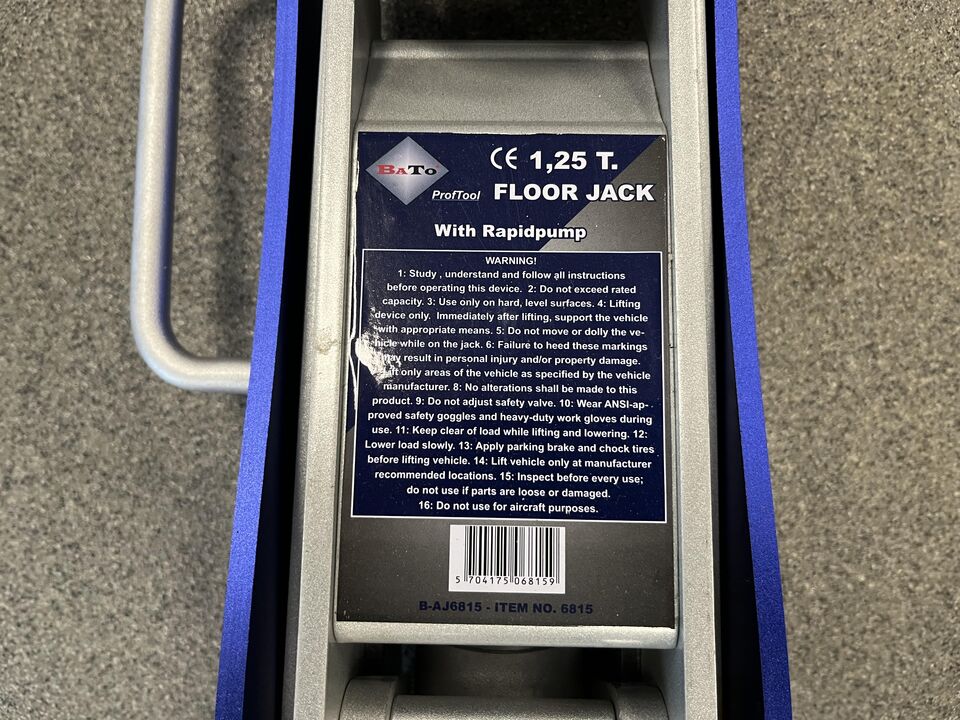 BATO
ProfTool
CE 1,25 T.
FLOOR JACK
With Rapidpump
WARNING!
1: Study , understand and follow all instructions
before operating this device. 2: Do not exceed rated
capacity. 3: Use only on hard, level surfaces. 4: Lifting
device only. Immediately after lifting, support the vehicle
with appropriate means. 5: Do not move or dolly the ve-
hicle while on the jack. 6: Failure to heed these markings
result in personal injury and/or property damage.
only areas of the vehicle as specified by the vehicle
manufacturer. 8: No alterations shall be made to this
product. 9: Do not adjust safety valve. 10: Wear ANSI-ap-
proved safety goggles and heavy-duty work gloves during
use. 11: Keep clear of load while lifting and lowering. 12:
Lower load slowly. 13: Apply parking brake and chock tires
before lifting vehicle. 14: Lift vehicle only at manufacturer
recommended locations. 15: Inspect before every use;
do not use if parts are loose or damaged.
16: Do not use for aircraft purposes.
5 704175 068159
B-AJ6815 - ITEM NO. 6815